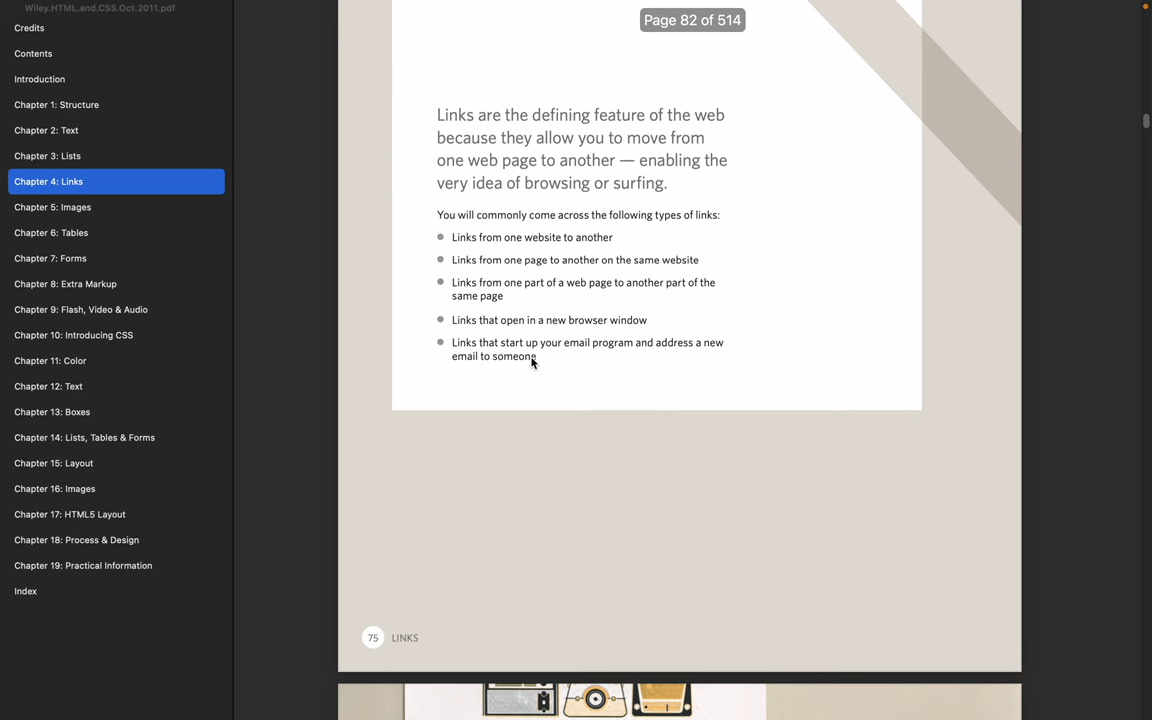 Wiley.HTML.and.CSS.Oct.2011.pdf
Credits
Contents
Introduction
Chapter 1: Structure
Chapter 2: Text
Chapter 3: Lists
Chapter 4: Links
Chapter 5: Images
Chapter 6: Tables
Chapter 7: Forms
Chapter 8: Extra Markup
Chapter 9: Flash, Video & Audio
Chapter 10: Introducing CSS
Chapter 11: Color
Chapter 12: Text
Chapter 13: Boxes
Chapter 14: Lists, Tables & Forms
Chapter 15: Layout
Chapter 16: Images
Chapter 17: HTML5 Layout
Chapter 18: Process & Design
Chapter 19: Practical Information
Index
Page 82 of 514
Links are the defining feature of the web
because they allow you to move from
one web page to another — enabling the
very idea of browsing or surfing.
You will commonly come across the following types of links:
Links from one website to another
Links from one page to another on the same website
Links from one part of a web page to another part of the
same page
Links that open in a new browser window
Links that start up your email program and address a new
email to someone
75 LINKS